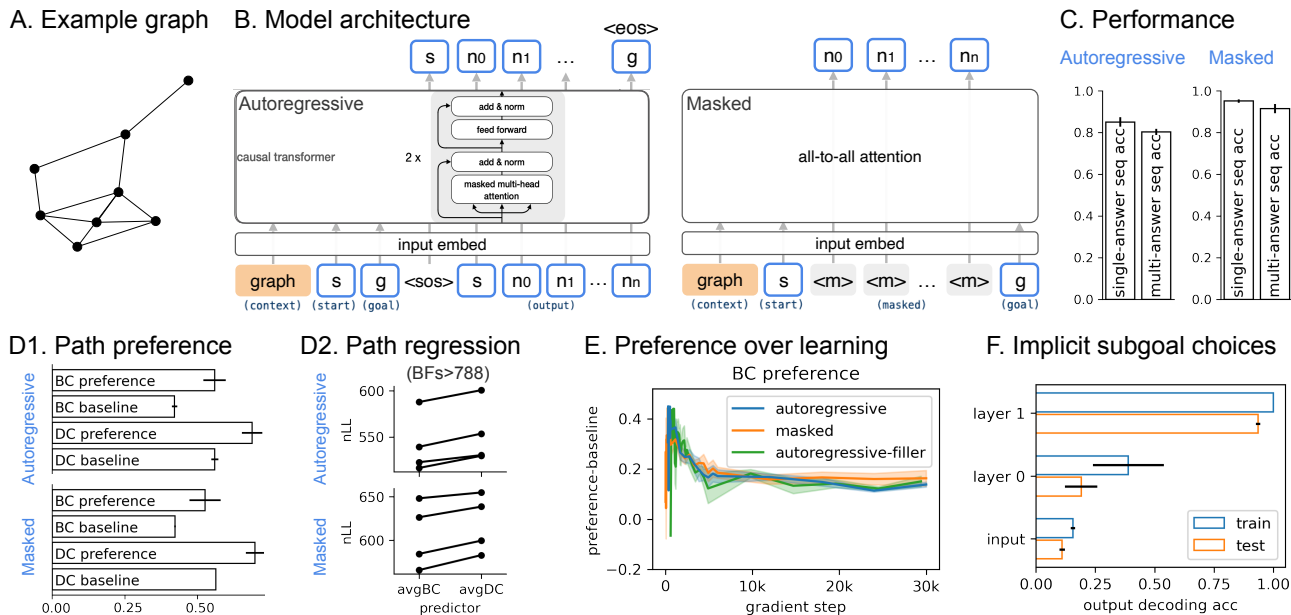 A. Example graph
B. Model architecture
s n0 n1 … <eos> g
Autoregressive
causal transformer
2 x
add & norm
feed forward
add & norm
masked multi-head
attention
input embed
graph s g <sos> s n0 n1 … nn
(context) (start) (goal) (output)
n0 n1 … nn
Masked
all-to-all attention
input embed
graph s <m> <m> … <m> g
(context) (start) (masked) (goal)
C. Performance
Autoregressive Masked
1.0
0.8
0.6
0.4
0.2
0.0
single-answer seq acc
multi-answer seq acc
1.0
0.8
0.6
0.4
0.2
0.0
single-answer seq acc
multi-answer seq acc
D1. Path preference
Autoregressive
BC preference
BC baseline
DC preference
DC baseline
Masked
BC preference
BC baseline
DC preference
DC baseline
0.00 0.25 0.50
D2. Path regression
(BFs>788)
Autoregressive
nLL
600
550
Masked
nLL
650
600
avgBC avgDC
predictor
E. Preference over learning
BC preference
preference-baseline
0.4
0.2
0.0
−0.2
autoregressive
masked
autoregressive-filler
0 10k 20k 30k
gradient step
F. Implicit subgoal choices
layer 1
layer 0
input
train
test
0.00 0.25 0.50 0.75 1.00
output decoding acc